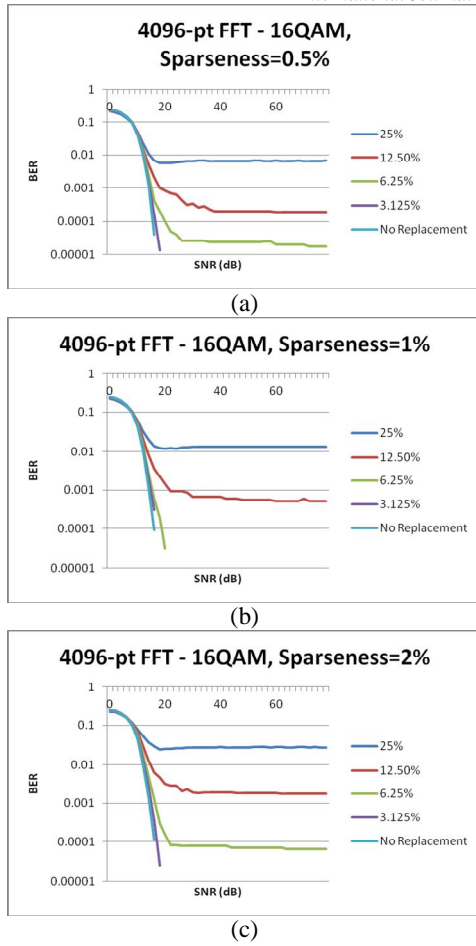 4096-pt FFT - 16QAM,
Sparseness=0.5%
1
0 20 40 60
0.1
0.01
0.001
0.0001
0.00001
BER
SNR (dB)
25%
12.50%
6.25%
3.125%
No Replacement
(a)
4096-pt FFT - 16QAM, Sparseness=1%
1
0 20 40 60
0.1
0.01
0.001
0.0001
0.00001
BER
SNR (dB)
25%
12.50%
6.25%
3.125%
No Replacement
(b)
4096-pt FFT - 16QAM, Sparseness=2%
1
0 20 40 60
0.1
0.01
0.001
0.0001
0.00001
BER
SNR (dB)
25%
12.50%
6.25%
3.125%
No Replacement
(c)